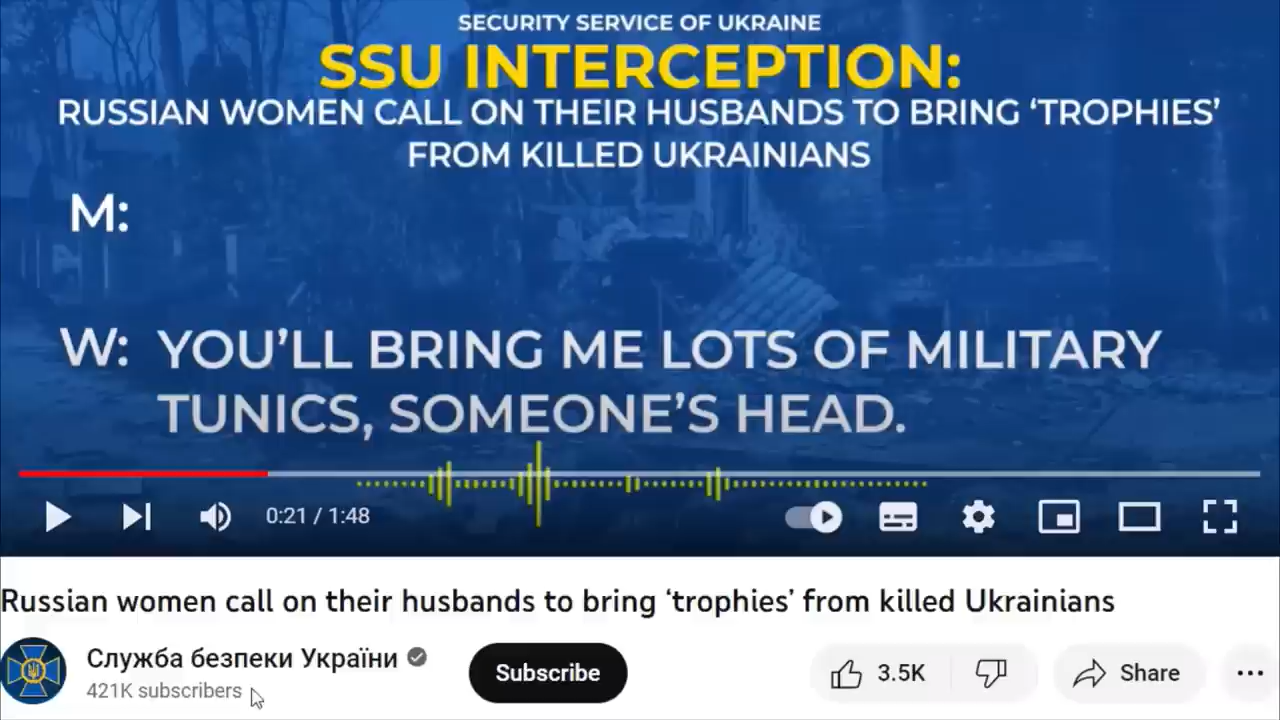 SECURITY SERVICE OF UKRAINE
SSU INTERCEPTION:
RUSSIAN WOMEN CALL ON THEIR HUSBANDS TO BRING ‘TROPHIES’
FROM KILLED UKRAINIANS
M:
W: YOU’LL BRING ME LOTS OF MILITARY
TUNICS, SOMEONE’S HEAD.
0:21 / 1:48
Russian women call on their husbands to bring ‘trophies’ from killed Ukrainians
Служба безпеки України
421K subscribers
Subscribe
3.5K
Share